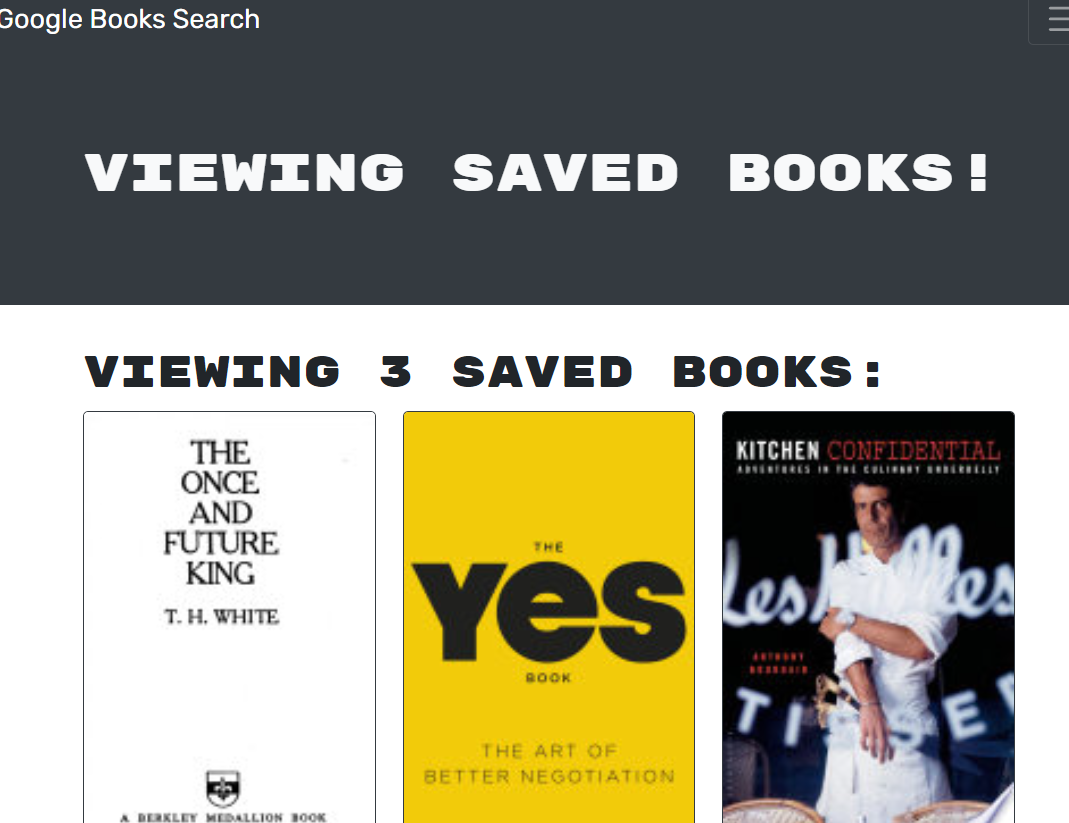 Google Books Search
VIEWING SAVED BOOKS!
VIEWING 3 SAVED BOOKS:
THE
ONCE
AND
FUTURE
KING
T. H. WHITE
A BERKLEY MEDALLION BOOK
THE
YES
BOOK
THE ART OF
BETTER NEGOTIATION
KITCHEN CONFIDENTIAL
ADVENTURES IN THE CULINARY UNDERBELLY
Les Halles
ANTHONY
BOURDAIN